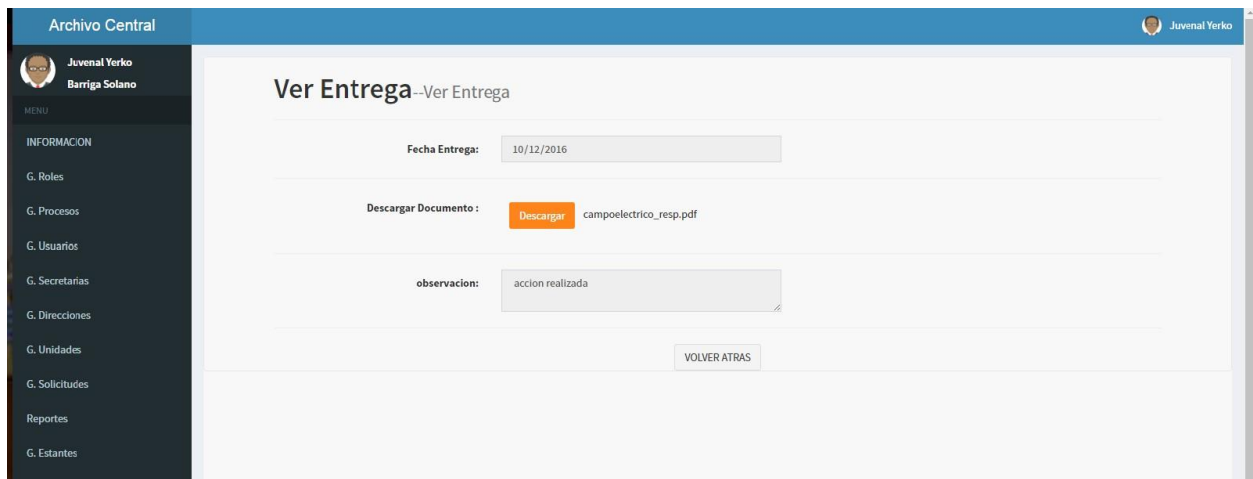 Archivo Central
Juvenal Yerko
Juvenal Yerko
Barriga Solano
MENU
INFORMACION
G. Roles
G. Procesos
G. Usuarios
G. Secretarias
G. Direcciones
G. Unidades
G. Solicitudes
Reportes
G. Estantes
Ver Entrega--Ver Entrega
Fecha Entrega: 10/12/2016
Descargar Documento : Descargar campoelectrico_resp.pdf
observacion: accion realizada
VOLVER ATRAS